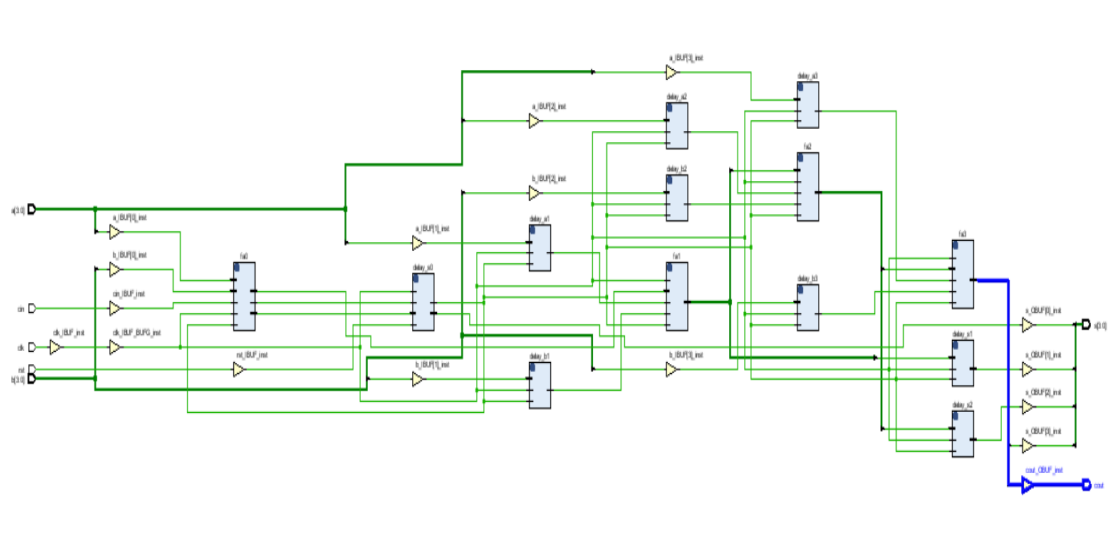 a_IBUF[3]_inst
delay_a3
a_IBUF[2]_inst
delay_a2
fa2
b_IBUF[2]_inst
delay_b2
a[3:0]
a_IBUF[0]_inst
a_IBUF[1]_inst
delay_a1
fa3
b_IBUF[0]_inst
fa0
delay_a0
fa1
delay_b3
cin
cin_IBUF_inst
s_OBUF[0]_inst
s[3:0]
clk
clk_IBUF_inst
clk_IBUF_BUFG_inst
delay_s1
rst
rst_IBUF_inst
b_IBUF[1]_inst
delay_b1
b_IBUF[3]_inst
s_OBUF[1]_inst
b[3:0]
s_OBUF[2]_inst
delay_s2
s_OBUF[3]_inst
cout_OBUF_inst
cout